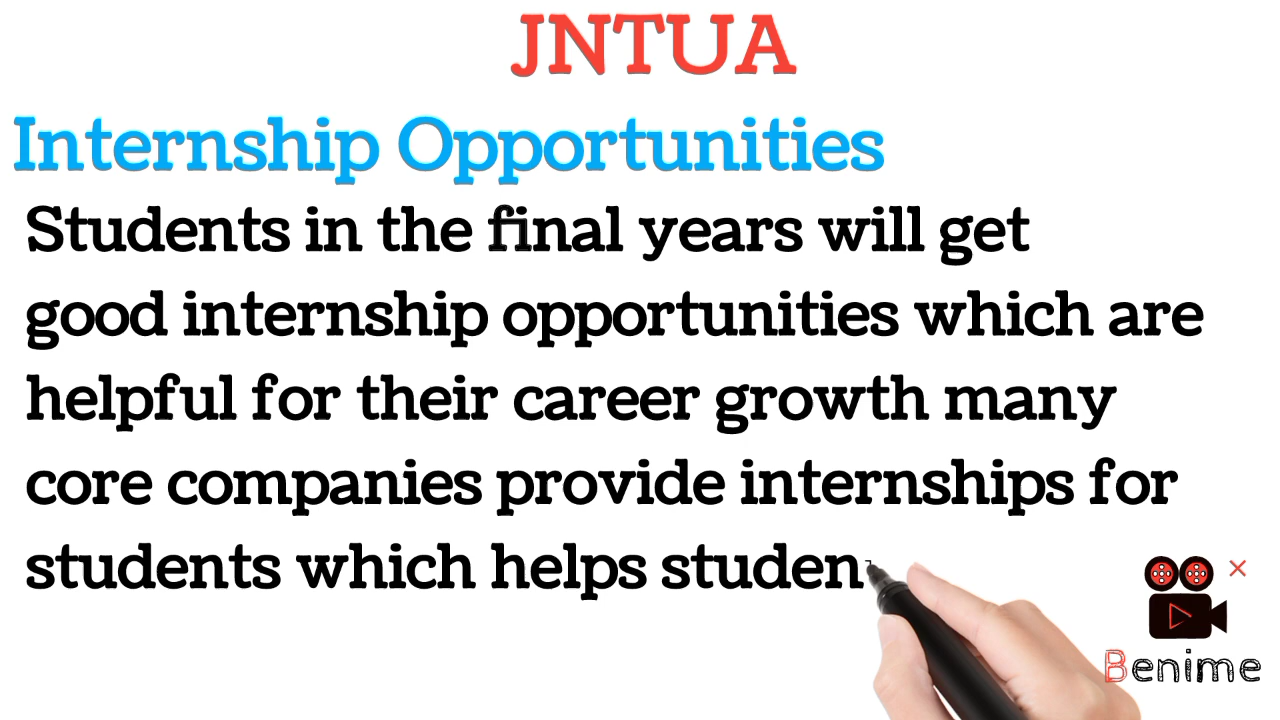 JNTUA
Internship Opportunities
Students in the final years will get
good internship opportunities which are
helpful for their career growth many
core companies provide internships for
students which helps studen
Benime